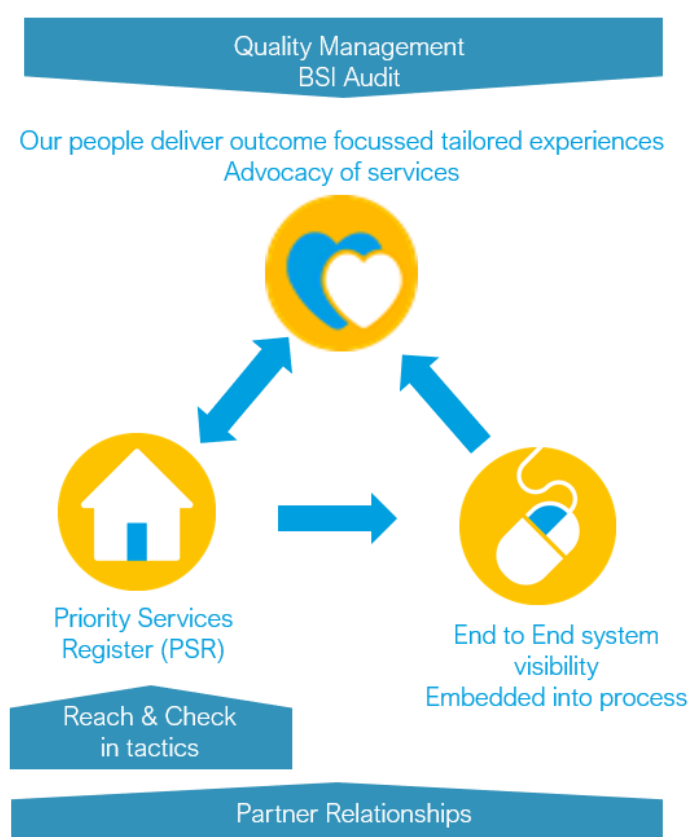 Quality Management
BSI Audit
Our people deliver outcome focussed tailored experiences
Advocacy of services
Priority Services
Register (PSR)
End to End system
visibility
Embedded into process
Reach & Check
in tactics
Partner Relationships